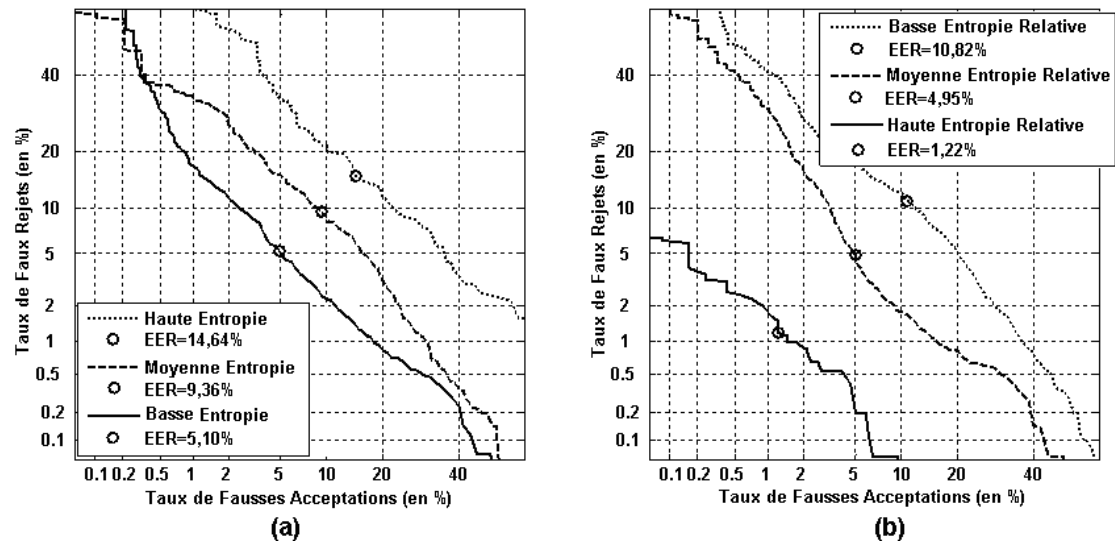 Taux de Faux Rejets (en %)
40
20
10
5
2
1
0.5
0.2
0.1
Haute Entropie
EER=14,64%
Moyenne Entropie
EER=9,36%
Basse Entropie
EER=5,10%
0.1 0.2 0.5 1 2 5 10 20 40
Taux de Fausses Acceptations (en %)
(a)
Taux de Faux Rejets (en %)
40
20
10
5
2
1
0.5
0.2
0.1
Basse Entropie Relative
EER=10,82%
Moyenne Entropie Relative
EER=4,95%
Haute Entropie Relative
EER=1,22%
0.1 0.2 0.5 1 2 5 10 20 40
Taux de Fausses Acceptations (en %)
(b)